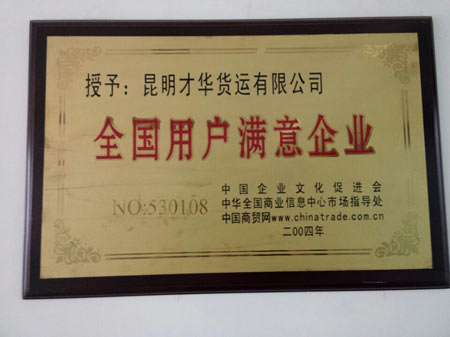 授予：昆明才华货运有限公司
全国用户满意企业
中国企业文化促进会
NO:530108 中华全国商业信息中心市场指导处
中国商贸网www.chinatrade.com.cn
二00四年